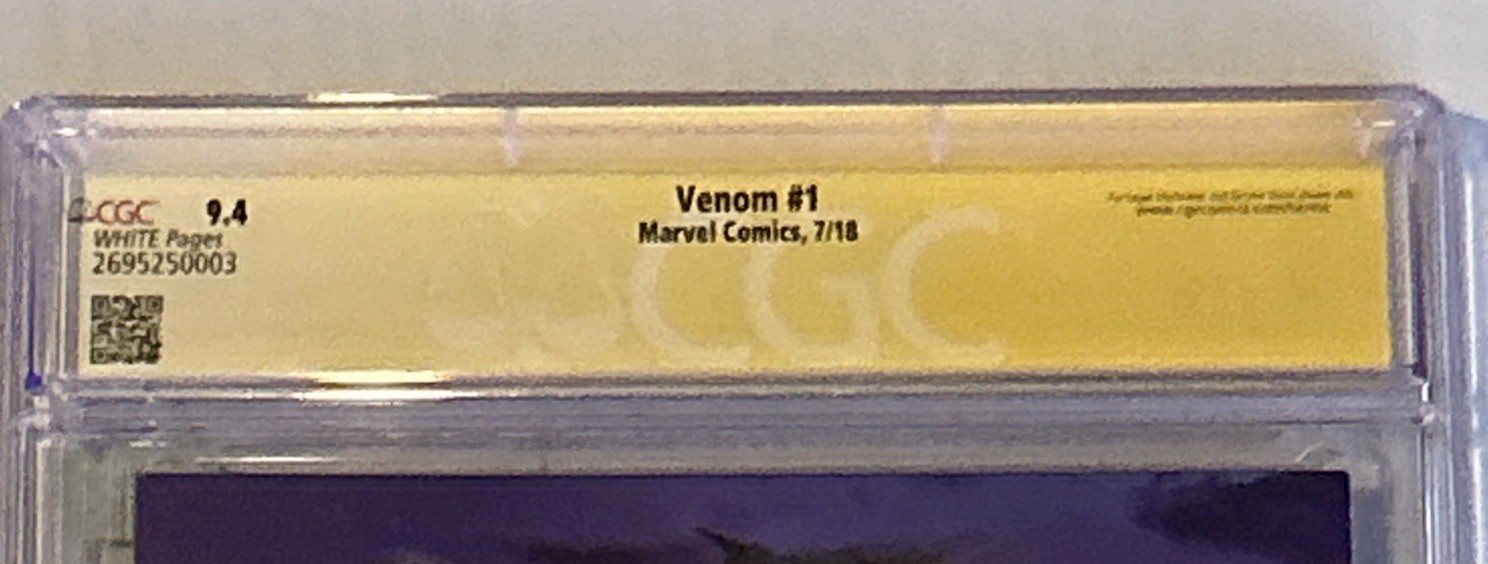 CGC 9.4
WHITE Pages
2695250003
Venom #1
Marvel Comics, 7/18
CGC